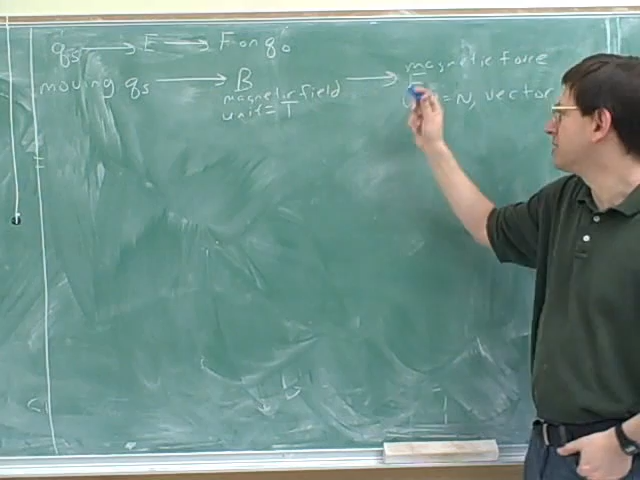 qs → E → F on q₀
moving qs → B → magnetic force
magnetic field = N, vector
unit = T